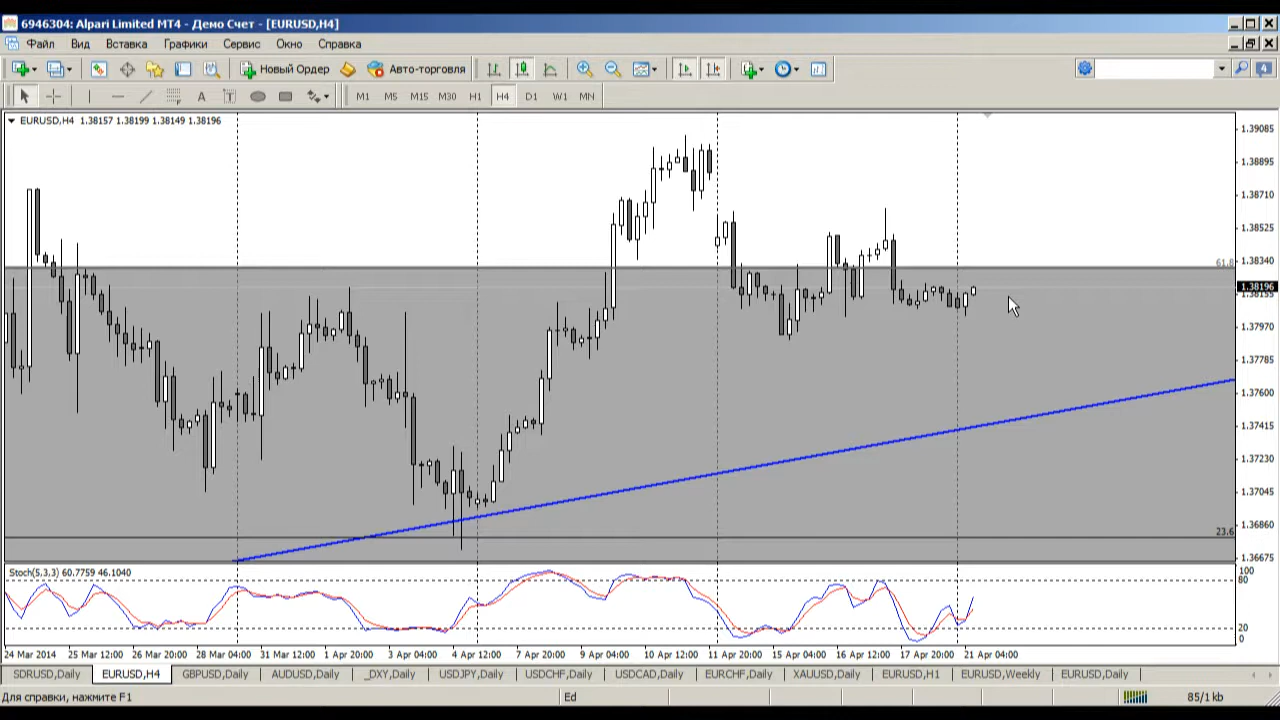 6946304: Alpari Limited MT4 - Демо Счет - [EURUSD,H4]
Файл Вид Вставка Графики Сервис Окно Справка
Новый Ордер Авто-торговля
A T M1 M5 M15 M30 H1 H4 D1 W1 MN
EURUSD,H4 1.38157 1.38199 1.38149 1.38196
1.39085
1.38895
1.38710
1.38525
1.38340
61.8
1.38196
1.38155
1.37970
1.37785
1.37600
1.37415
1.37230
1.37045
1.36860
23.6
1.36675
Stoch(5,3,3) 60.7759 46.1040
100
80
20
0
24 Mar 2014 25 Mar 12:00 26 Mar 20:00 28 Mar 04:00 31 Mar 12:00 1 Apr 20:00 3 Apr 04:00 4 Apr 12:00 7 Apr 20:00 9 Apr 04:00 10 Apr 12:00 11 Apr 20:00 15 Apr 04:00 16 Apr 12:00 17 Apr 20:00 21 Apr 04:00
SDRUSD,Daily EURUSD,H4 GBPUSD,Daily AUDUSD,Daily _DXY,Daily USDJPY,Daily USDCHF,Daily USDCAD,Daily EURCHF,Daily XAUUSD,Daily EURUSD,H1 EURUSD,Weekly EURUSD,Daily
Для справки, нажмите F1 Ed 85/1 kb